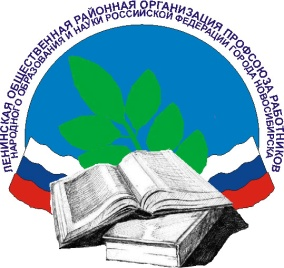 ЛЕНИНСКАЯ ОБЩЕСТВЕННАЯ РАЙОННАЯ ОРГАНИЗАЦИЯ ПРОФСОЮЗА РАБОТНИКОВ
НАРОДНОГО ОБРАЗОВАНИЯ И НАУКИ РОССИЙСКОЙ ФЕДЕРАЦИИ ГОРОДА НОВОСИБИРСКА